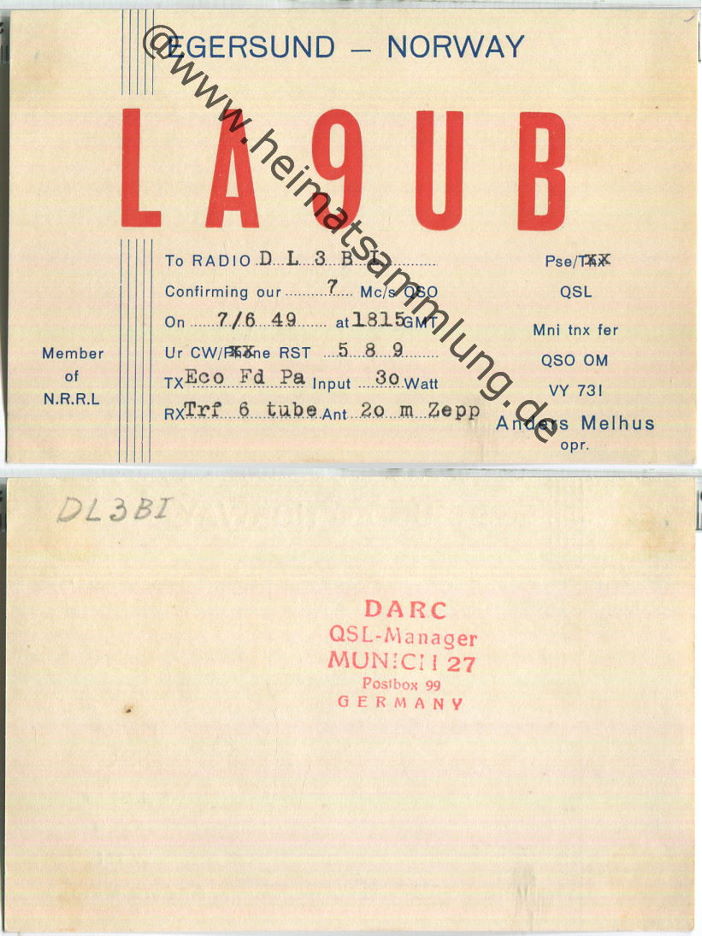 EGERSUND — NORWAY
LA9UB
To RADIO DL3BI
Confirming our 7 Mc/s QSO
On 7/6 49 at 1815 GMT
Ur CW/Phone RST 589
TX Eco Fd Pa Input 30 Watt
RX Trf 6 tube Ant 20 m Zepp
Member
of
N.R.R.L
Pse/Tnx xx
QSL
Mni tnx fer
QSO OM
VY 73!
Anders Melhus
opr.
@www.heimatsammlung.de
DL3BI
DARC
QSL-Manager
MUNICH 27
Postbox 99
GERMANY